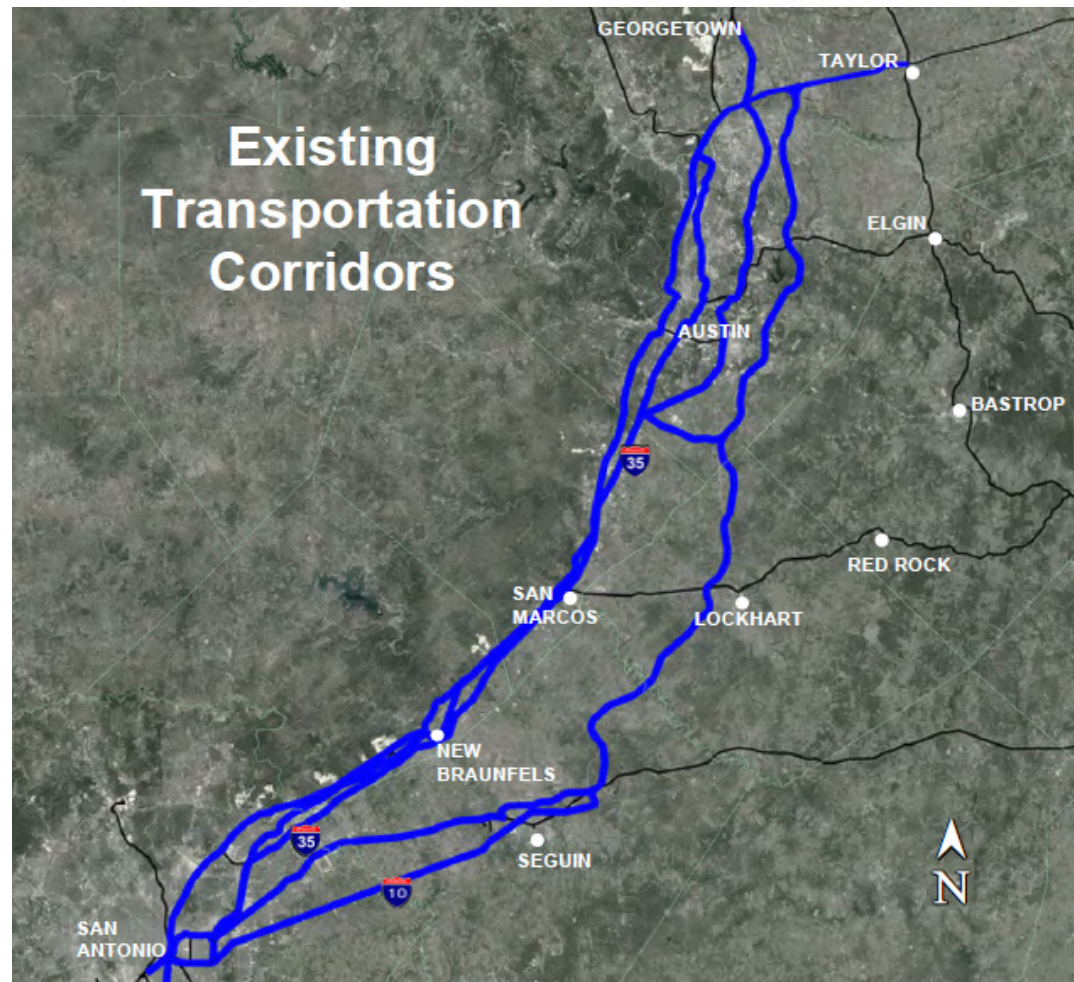 GEORGETOWN
TAYLOR
Existing
Transportation
Corridors
ELGIN
AUSTIN
BASTROP
35
RED ROCK
SAN
MARCOS
LOCKHART
NEW
BRAUNFELS
35
SEGUIN
10
N
SAN
ANTONIO